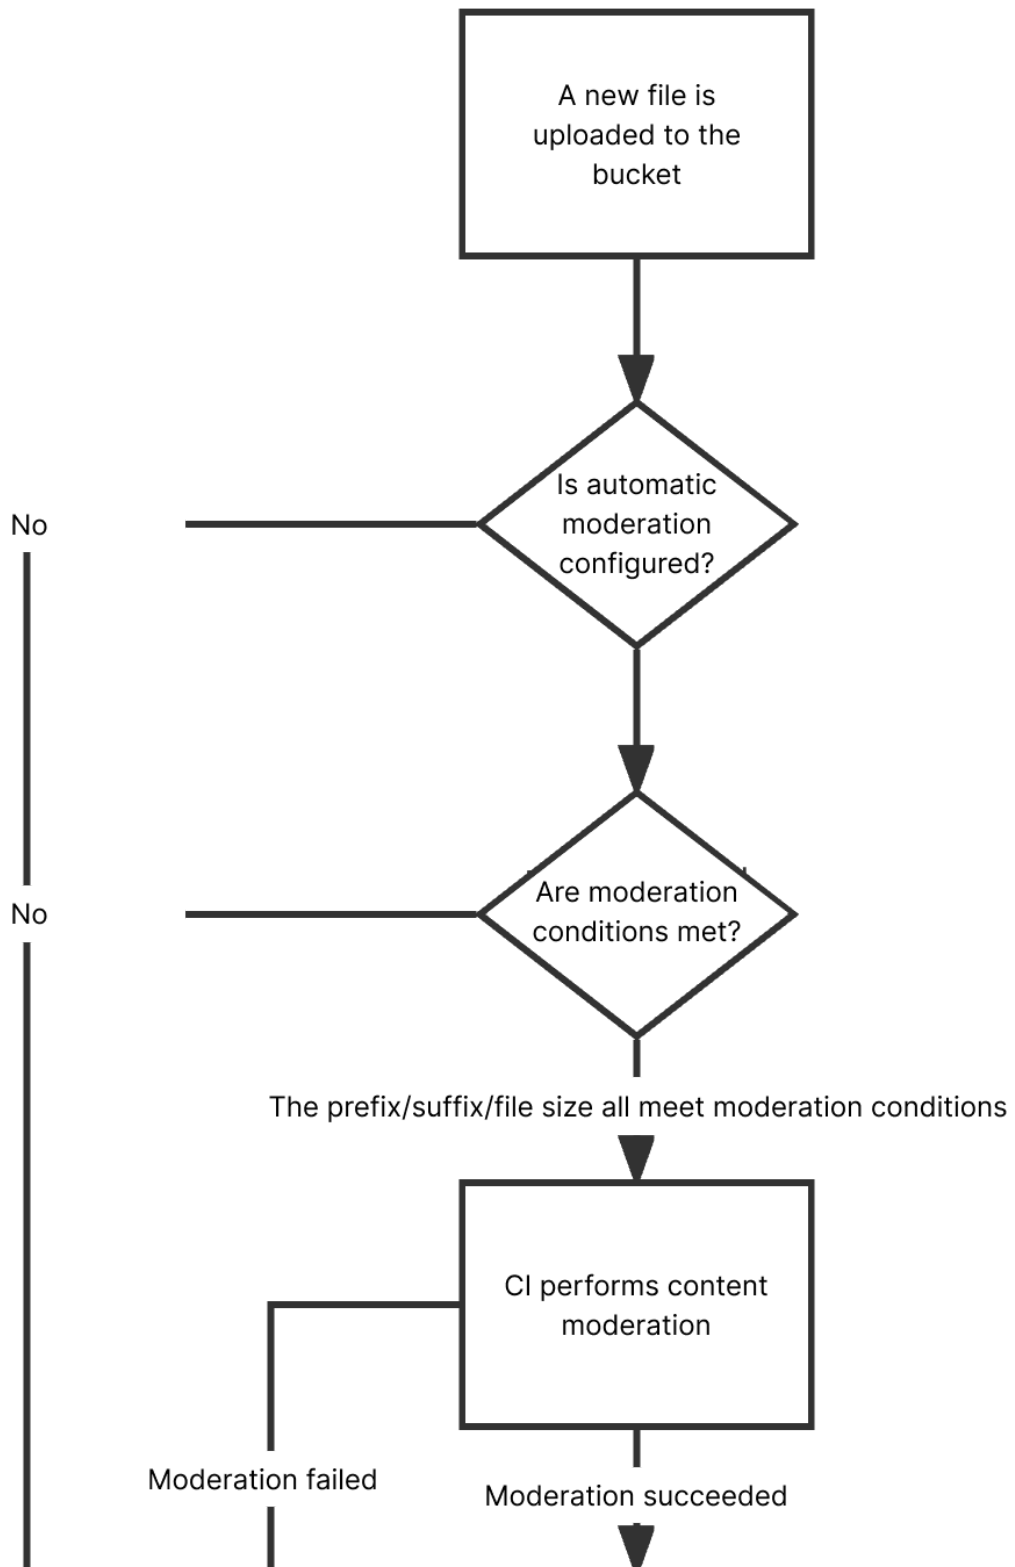 A new file is
uploaded to the
bucket
Is automatic
moderation
configured?
No
Are moderation
conditions met?
No
The prefix/suffix/file size all meet moderation conditions
CI performs content
moderation
Moderation failed
Moderation succeeded